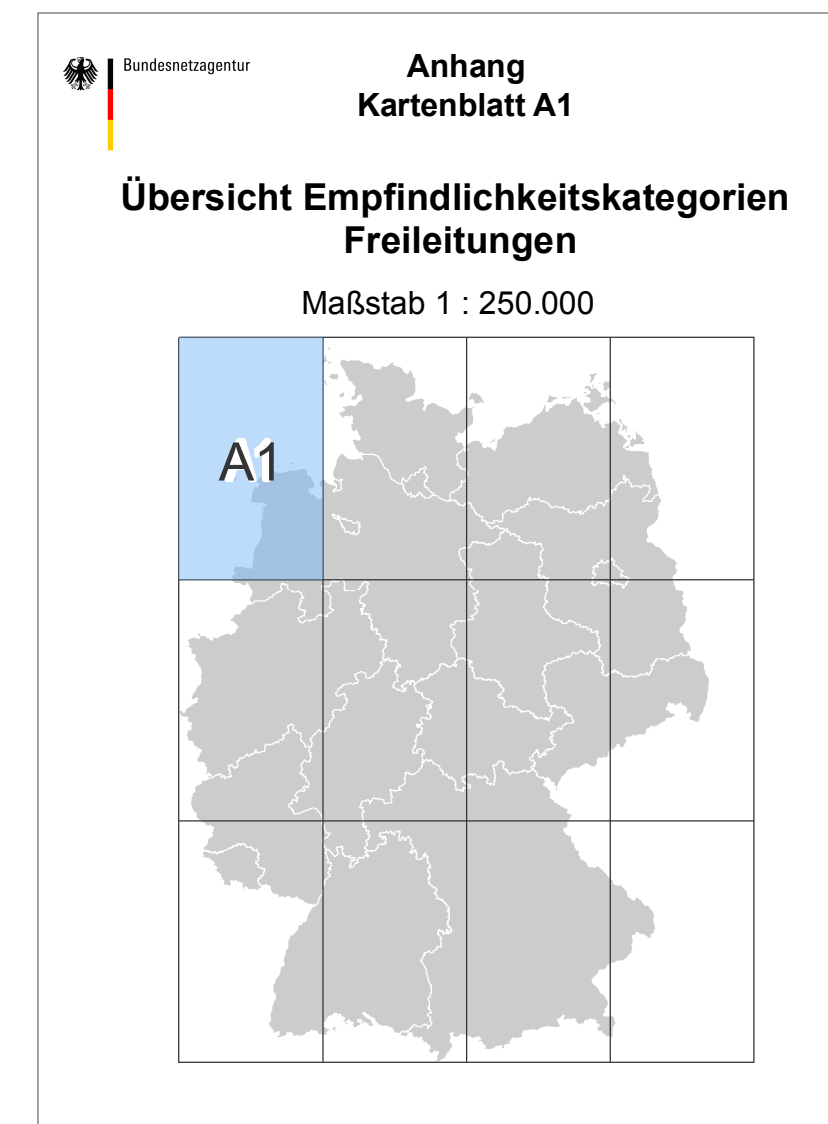 Bundesnetzagentur
Anhang
Kartenblatt A1
Übersicht Empfindlichkeitskategorien
Freileitungen
Maßstab 1 : 250.000
A1